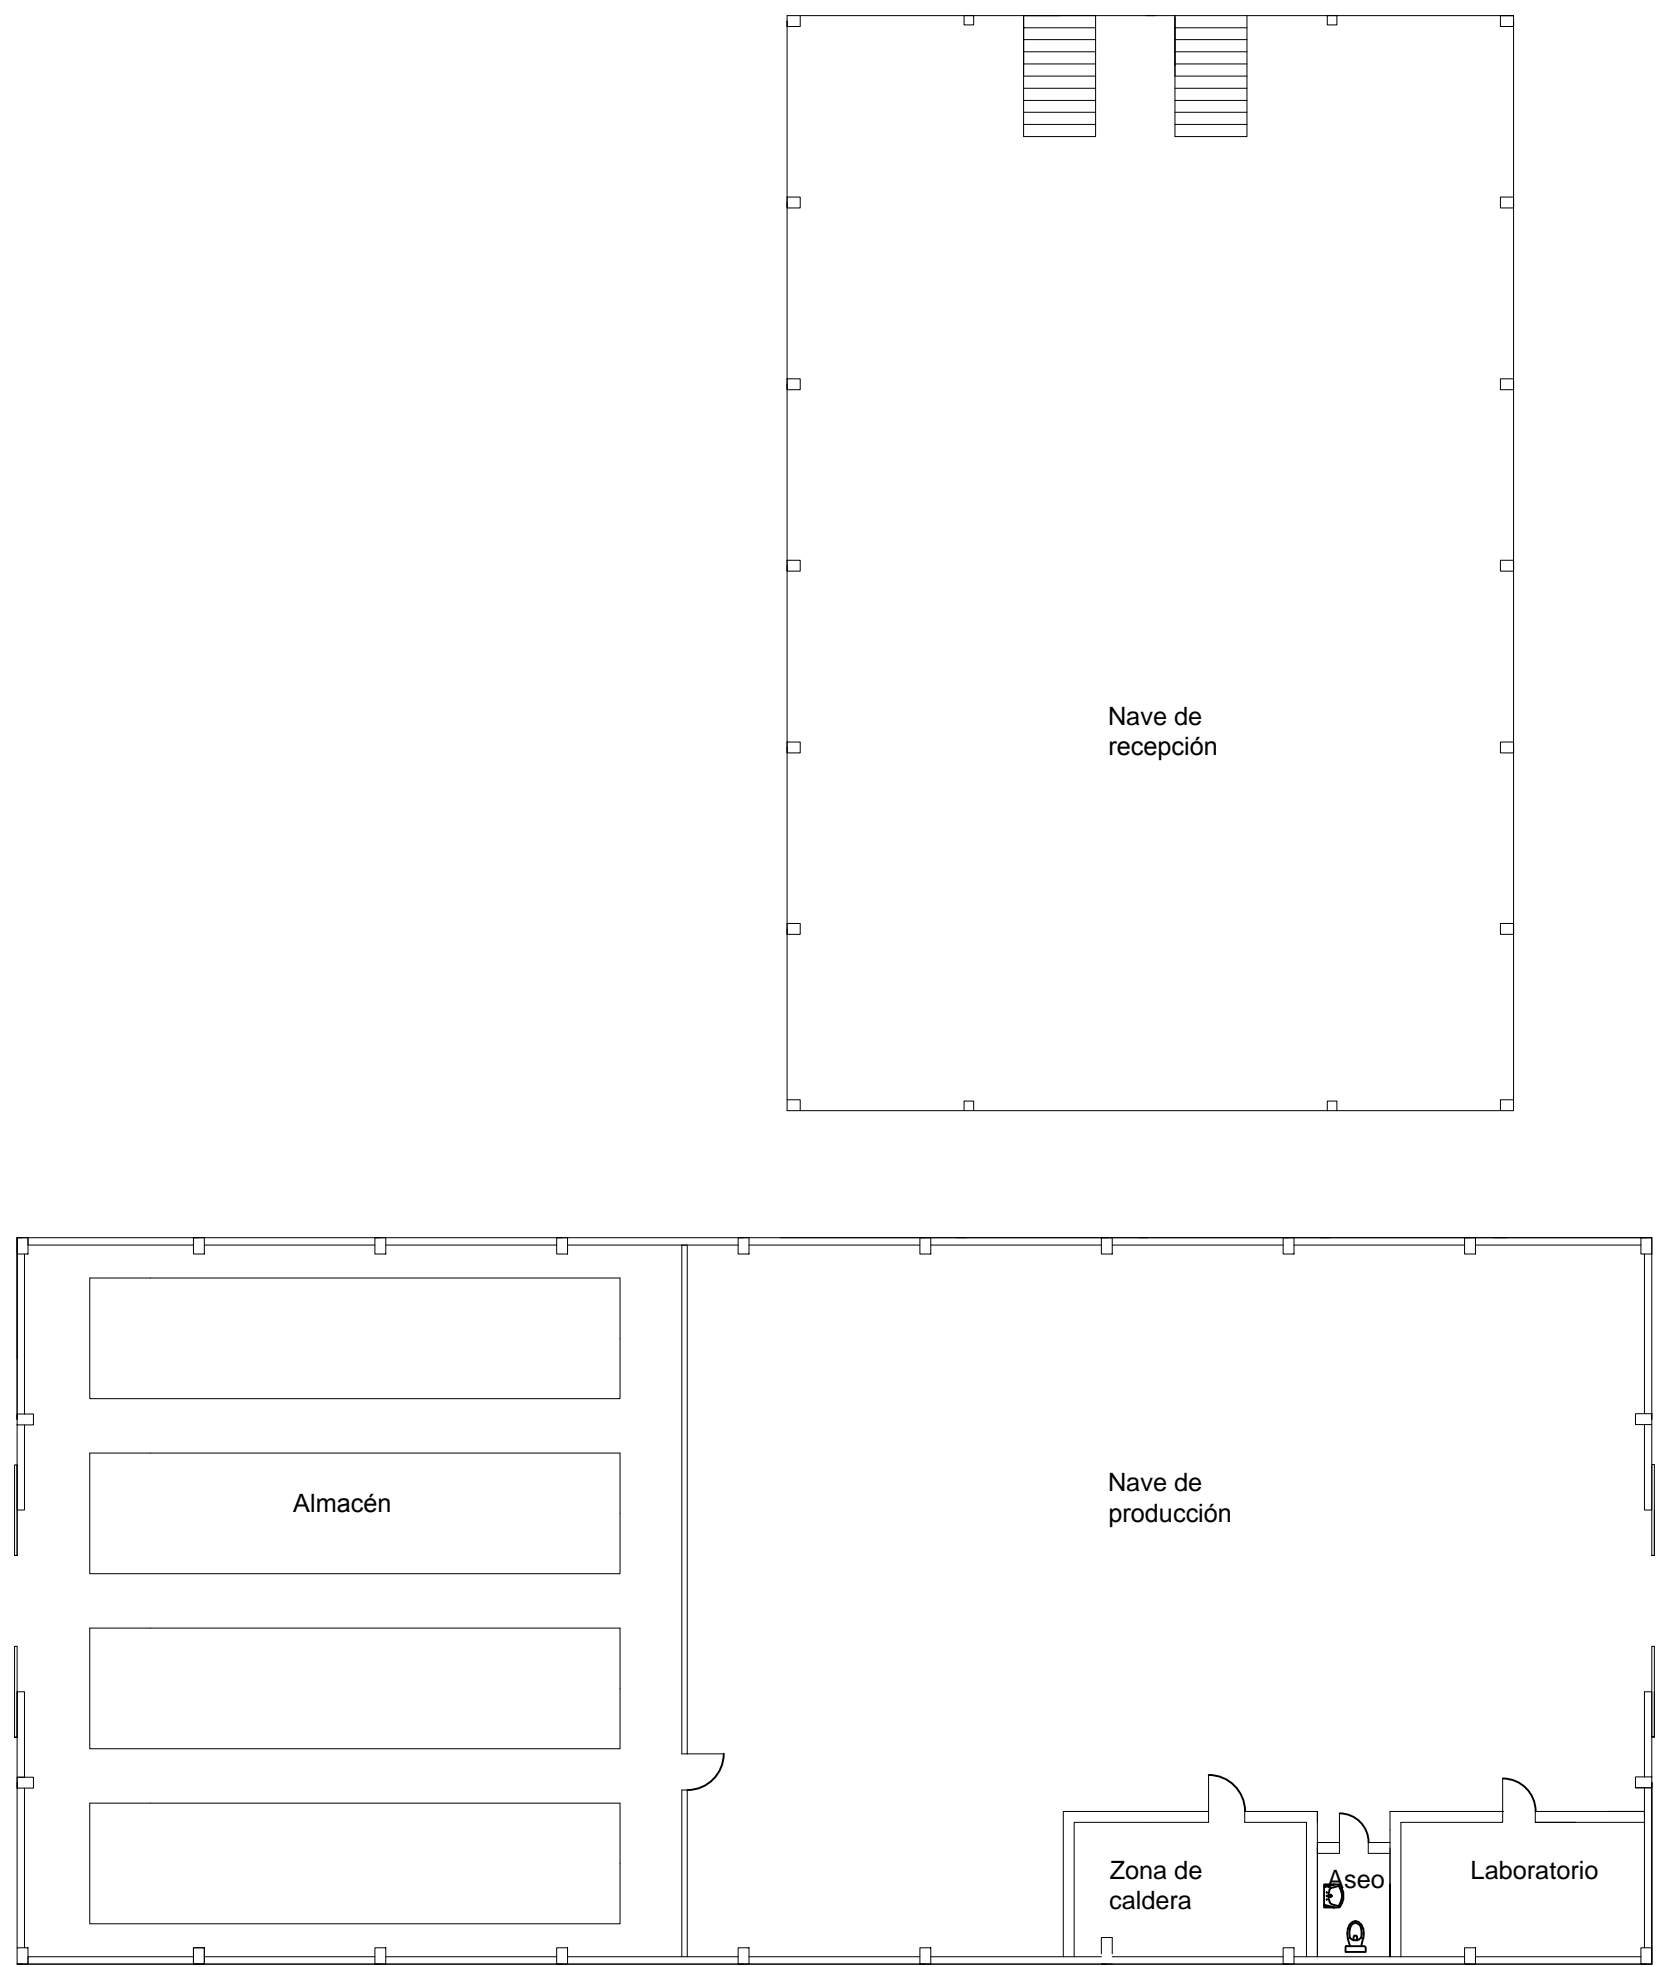 Nave de
recepción
Almacén
Nave de
producción
Zona de
caldera
Aseo
Laboratorio